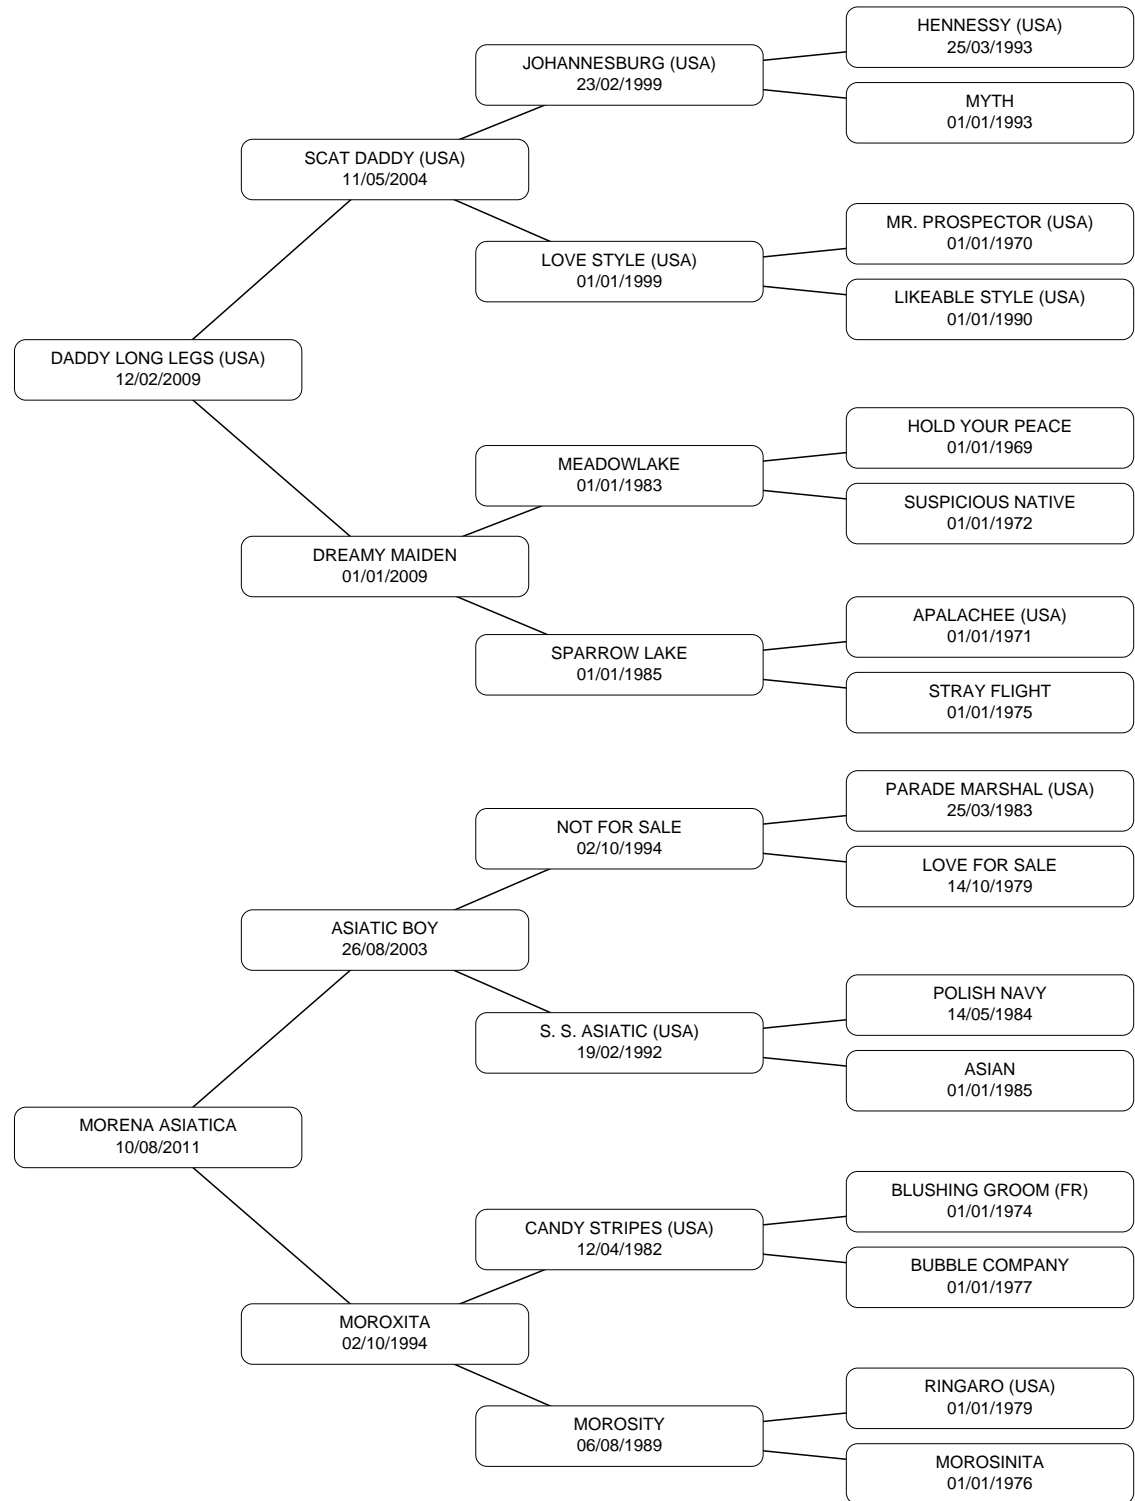 HENNESSY (USA)
25/03/1993
JOHANNESBURG (USA)
23/02/1999
MYTH
01/01/1993
SCAT DADDY (USA)
11/05/2004
MR. PROSPECTOR (USA)
01/01/1970
LOVE STYLE (USA)
01/01/1999
LIKEABLE STYLE (USA)
01/01/1990
DADDY LONG LEGS (USA)
12/02/2009
HOLD YOUR PEACE
01/01/1969
MEADOWLAKE
01/01/1983
SUSPICIOUS NATIVE
01/01/1972
DREAMY MAIDEN
01/01/2009
APALACHEE (USA)
01/01/1971
SPARROW LAKE
01/01/1985
STRAY FLIGHT
01/01/1975
PARADE MARSHAL (USA)
25/03/1983
NOT FOR SALE
02/10/1994
LOVE FOR SALE
14/10/1979
ASIATIC BOY
26/08/2003
POLISH NAVY
14/05/1984
S. S. ASIATIC (USA)
19/02/1992
ASIAN
01/01/1985
MORENA ASIATICA
10/08/2011
BLUSHING GROOM (FR)
01/01/1974
CANDY STRIPES (USA)
12/04/1982
BUBBLE COMPANY
01/01/1977
MOROXITA
02/10/1994
RINGARO (USA)
01/01/1979
MOROSITY
06/08/1989
MOROSINITA
01/01/1976